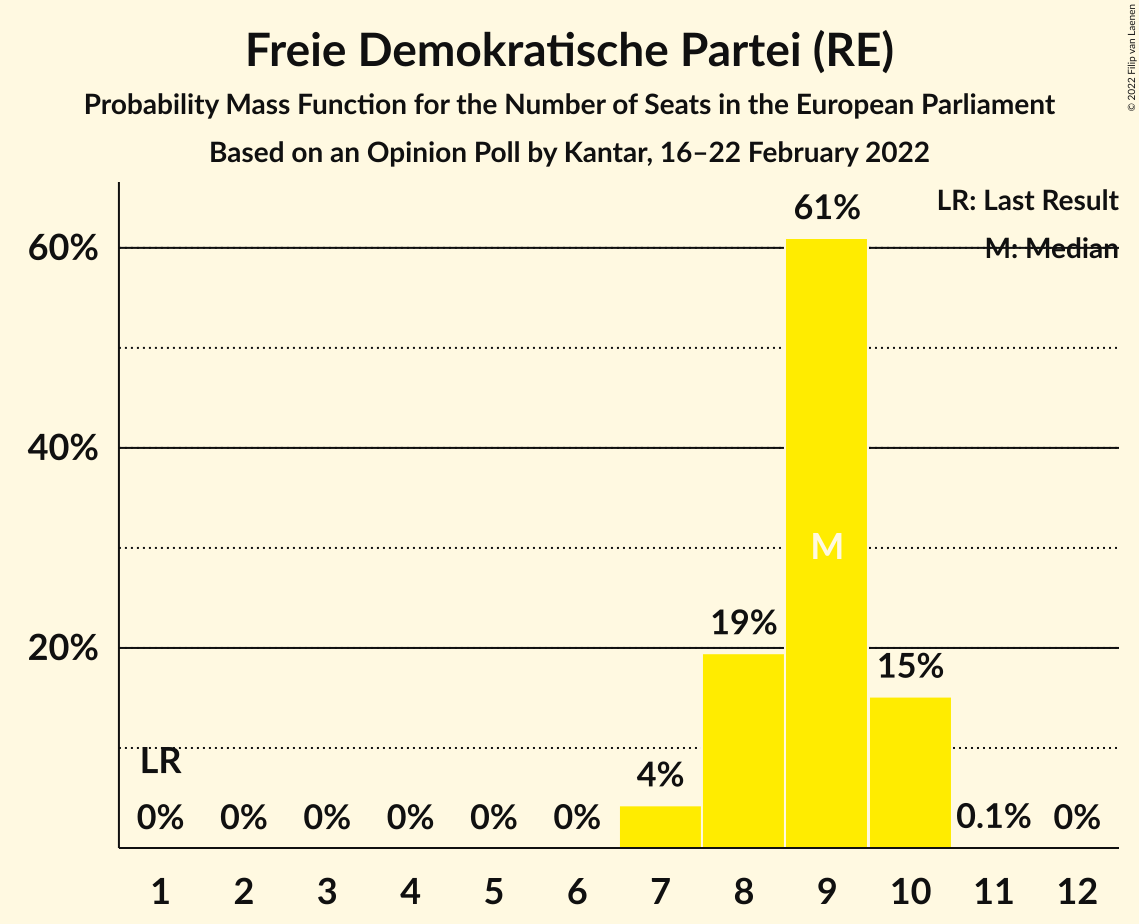 Freie Demokratische Partei (RE)
Probability Mass Function for the Number of Seats in the European Parliament
Based on an Opinion Poll by Kantar, 16–22 February 2022
© 2022 Filip van Laenen
LR: Last Result
M: Median
60%
40%
20%
61%
M
19%
15%
LR
4%
0% 0% 0% 0% 0% 0% 0.1% 0%
1 2 3 4 5 6 7 8 9 10 11 12